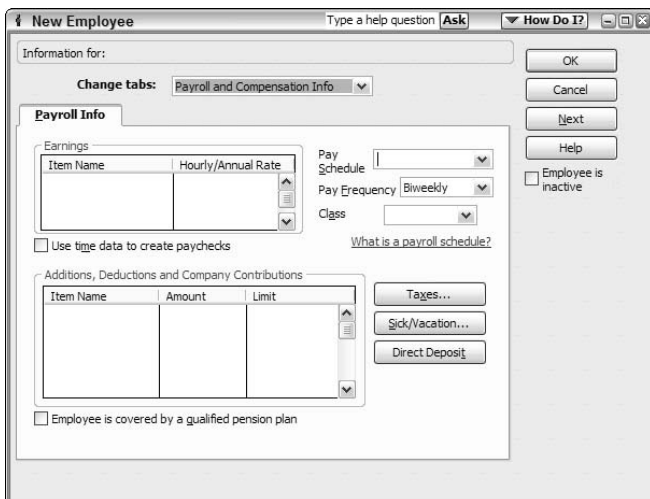 New Employee
Type a help question Ask
How Do I?
Information for:
Change tabs: Payroll and Compensation Info
OK
Cancel
Next
Help
Employee is inactive
Payroll Info
Earnings
Item Name Hourly/Annual Rate
Pay Schedule
Pay Frequency Biweekly
Class
Use time data to create paychecks
What is a payroll schedule?
Additions, Deductions and Company Contributions
Item Name Amount Limit
Taxes...
Sick/Vacation...
Direct Deposit
Employee is covered by a qualified pension plan